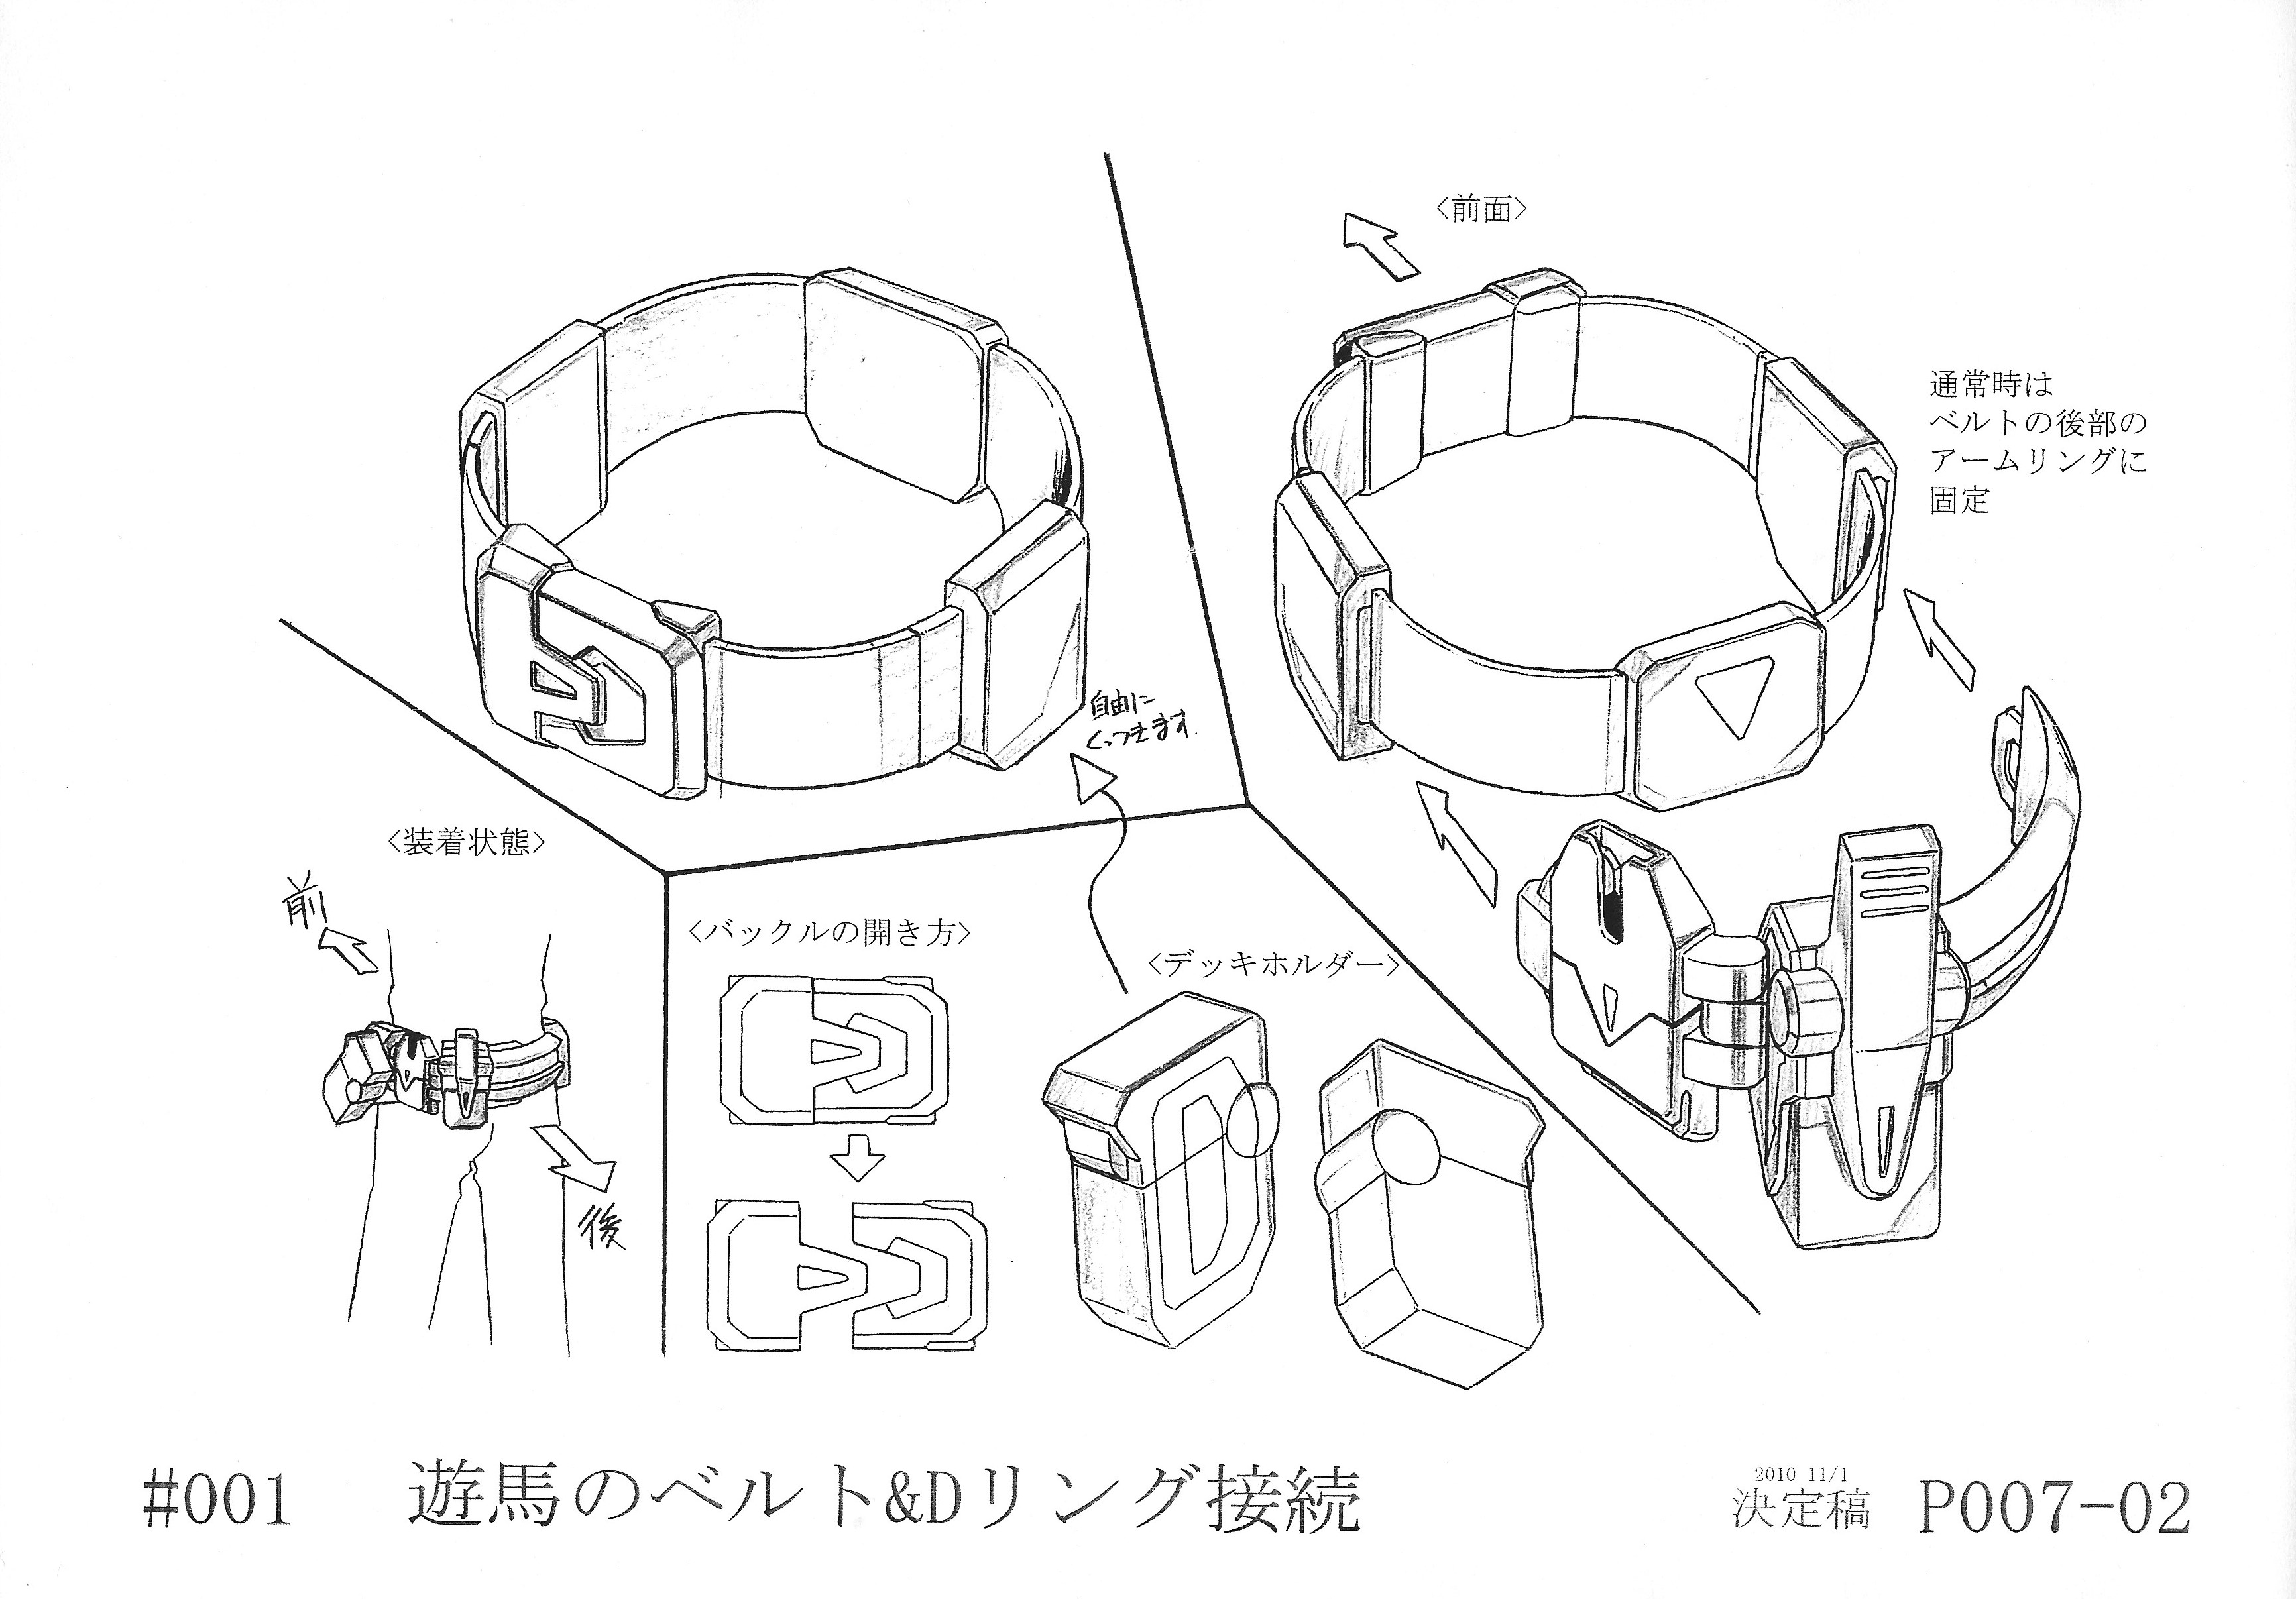 〈前面〉
通常時は
ベルトの後部の
アームリングに
固定
自由に
くっつきます.
〈装着状態〉
前
後
〈バックルの開き方〉
〈デッキホルダー〉
#001 遊馬のベルト&Dリング接続
2010 11/1
決定稿 P007-02